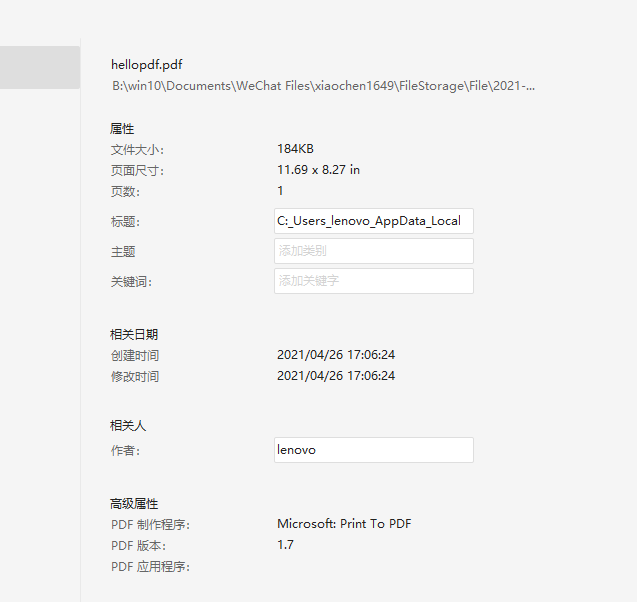 hellopdf.pdf
B:\win10\Documents\WeChat Files\xiaochen1649\FileStorage\File\2021-...
属性
文件大小: 184KB
页面尺寸: 11.69 x 8.27 in
页数: 1
标题: C:_Users_lenovo_AppData_Local
主题 添加类别
关键词: 添加关键字
相关日期
创建时间 2021/04/26 17:06:24
修改时间 2021/04/26 17:06:24
相关人
作者: lenovo
高级属性
PDF 制作程序: Microsoft: Print To PDF
PDF 版本: 1.7
PDF 应用程序: